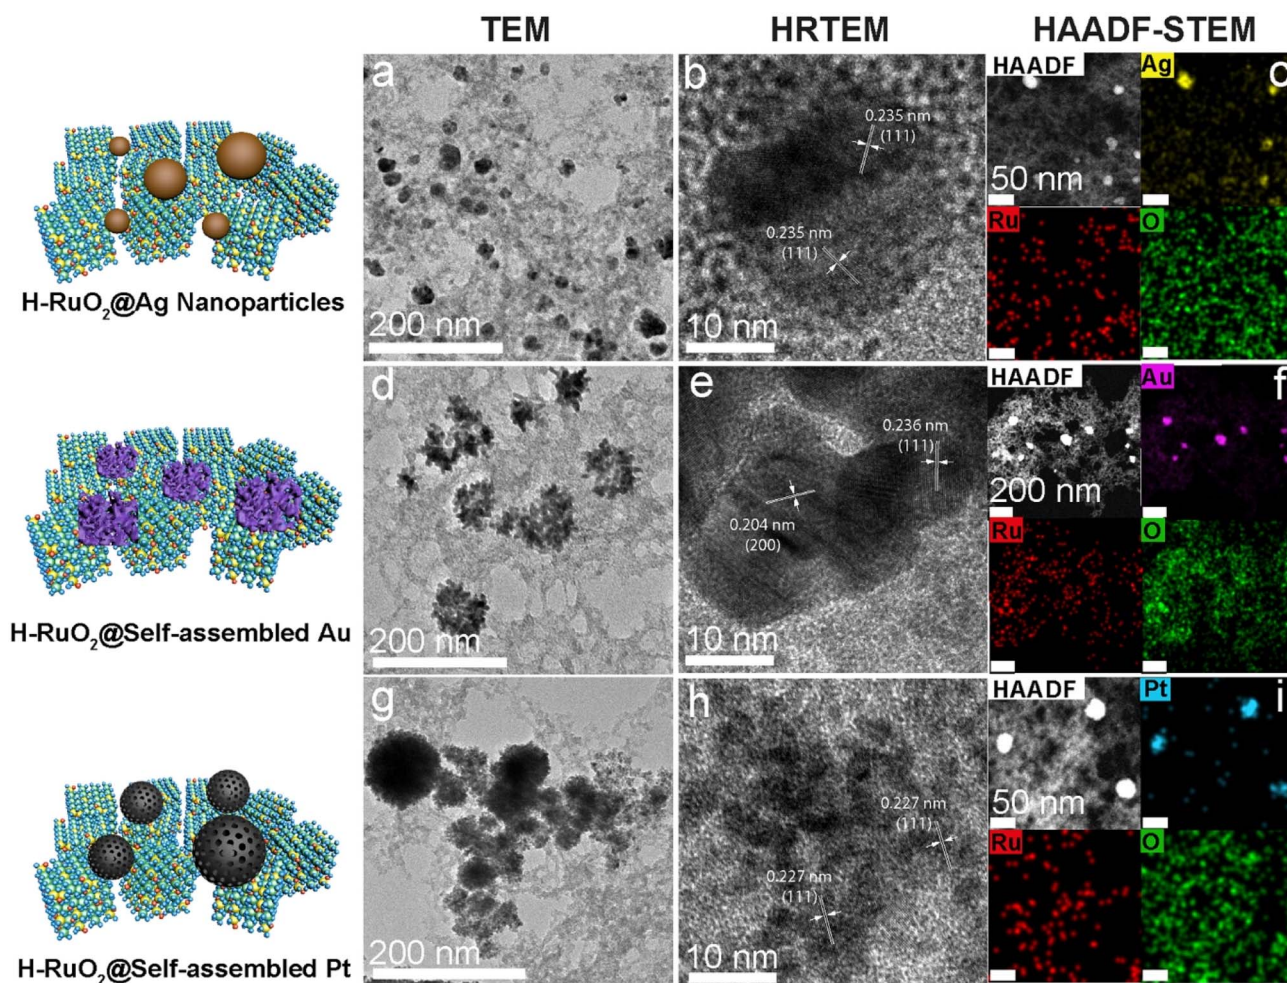 TEM
HRTEM
HAADF-STEM
a
b
HAADF
Ag
c
0.235 nm
(111)
50 nm
Ru
O
0.235 nm
(111)
H-RuO₂@Ag Nanoparticles
200 nm
10 nm
d
e
HAADF
Au
f
0.236 nm
(111)
200 nm
0.204 nm
(200)
Ru
O
H-RuO₂@Self-assembled Au
200 nm
10 nm
g
h
HAADF
Pt
i
50 nm
0.227 nm
(111)
Ru
O
0.227 nm
(111)
H-RuO₂@Self-assembled Pt
200 nm
10 nm